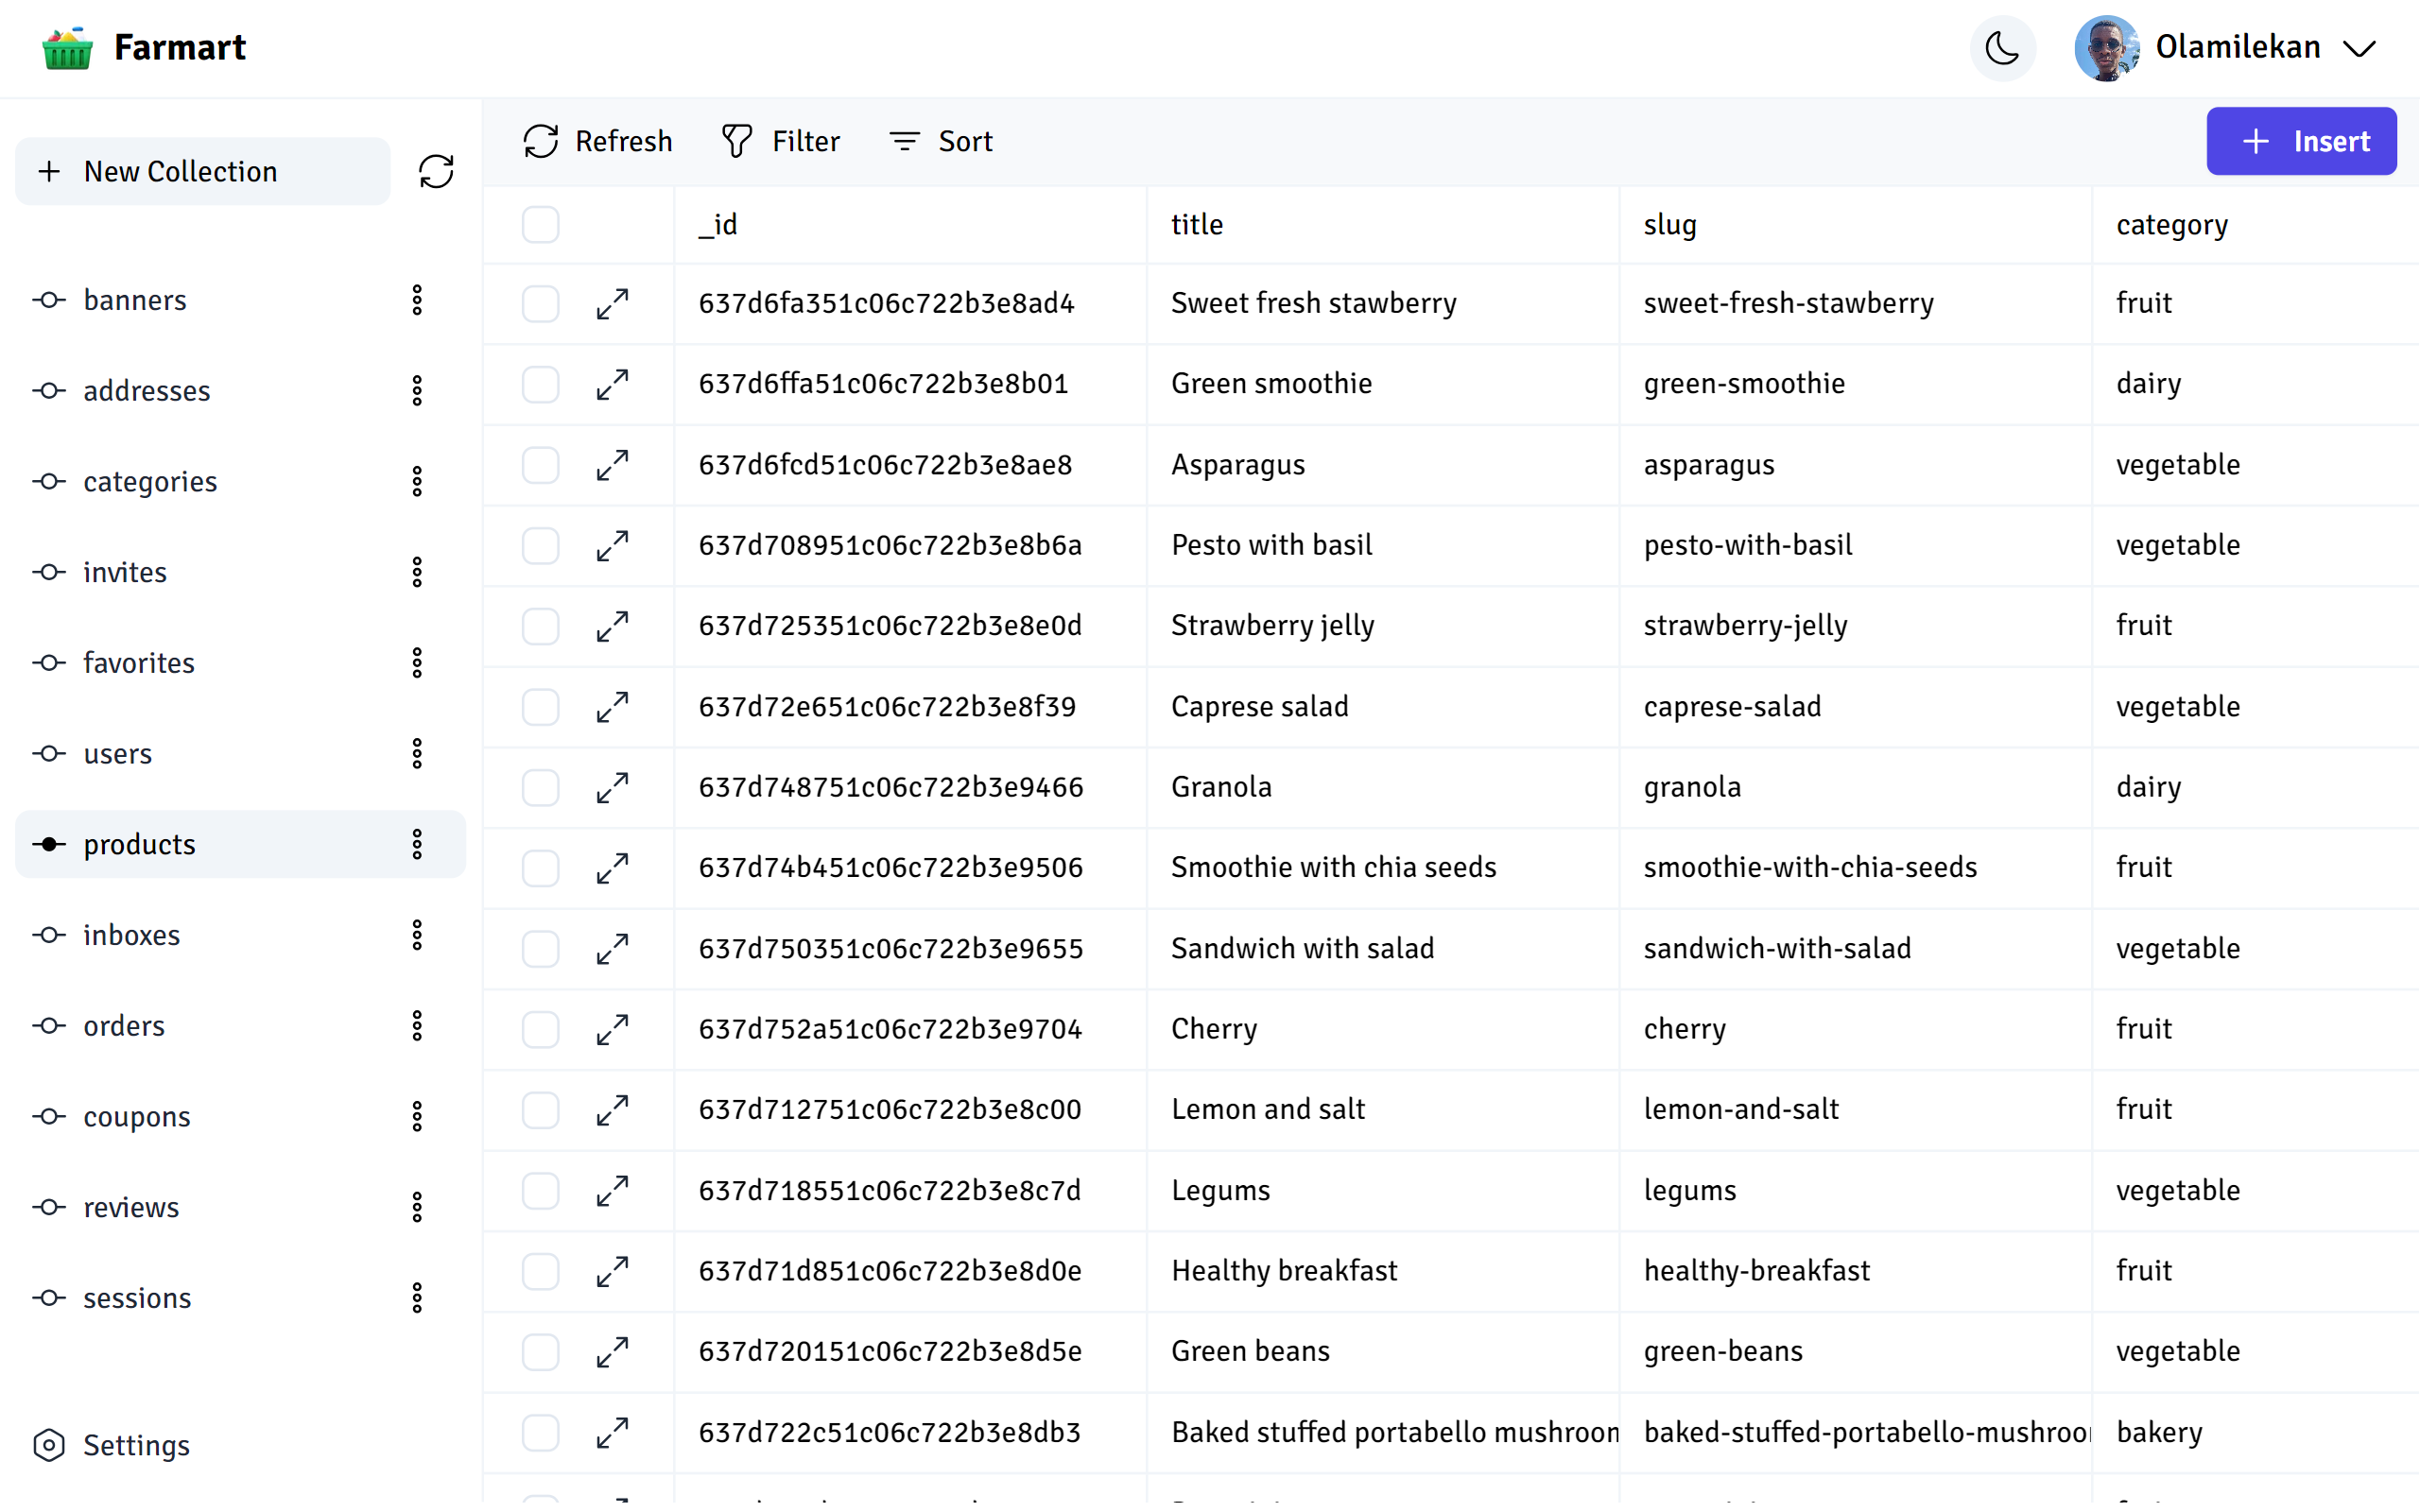 Farmart
Olamilekan
New Collection
banners
addresses
categories
invites
favorites
users
products
inboxes
orders
coupons
reviews
sessions
Settings
Refresh Filter Sort
Insert
_id title slug category
637d6fa351c06c722b3e8ad4 Sweet fresh stawberry sweet-fresh-stawberry fruit
637d6ffa51c06c722b3e8b01 Green smoothie green-smoothie dairy
637d6fcd51c06c722b3e8ae8 Asparagus asparagus vegetable
637d708951c06c722b3e8b6a Pesto with basil pesto-with-basil vegetable
637d725351c06c722b3e8e0d Strawberry jelly strawberry-jelly fruit
637d72e651c06c722b3e8f39 Caprese salad caprese-salad vegetable
637d748751c06c722b3e9466 Granola granola dairy
637d74b451c06c722b3e9506 Smoothie with chia seeds smoothie-with-chia-seeds fruit
637d750351c06c722b3e9655 Sandwich with salad sandwich-with-salad vegetable
637d752a51c06c722b3e9704 Cherry cherry fruit
637d712751c06c722b3e8c00 Lemon and salt lemon-and-salt fruit
637d718551c06c722b3e8c7d Legums legums vegetable
637d71d851c06c722b3e8d0e Healthy breakfast healthy-breakfast fruit
637d720151c06c722b3e8d5e Green beans green-beans vegetable
637d722c51c06c722b3e8db3 Baked stuffed portabello mushroom baked-stuffed-portabello-mushroom bakery